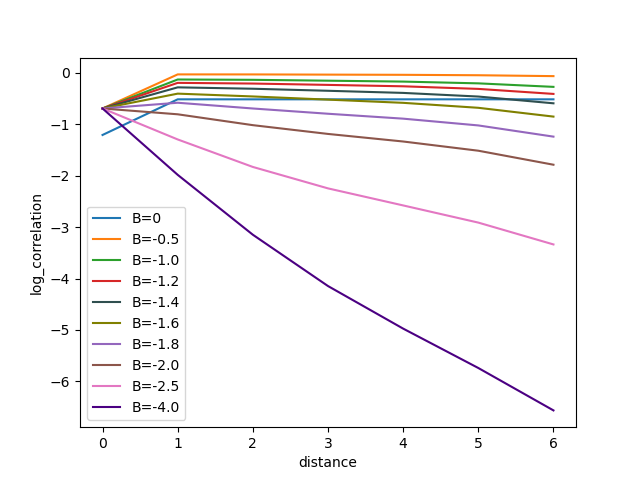 0
−1
−2
−3
−4
−5
−6
log_correlation
B=0
B=-0.5
B=-1.0
B=-1.2
B=-1.4
B=-1.6
B=-1.8
B=-2.0
B=-2.5
B=-4.0
0 1 2 3 4 5 6
distance